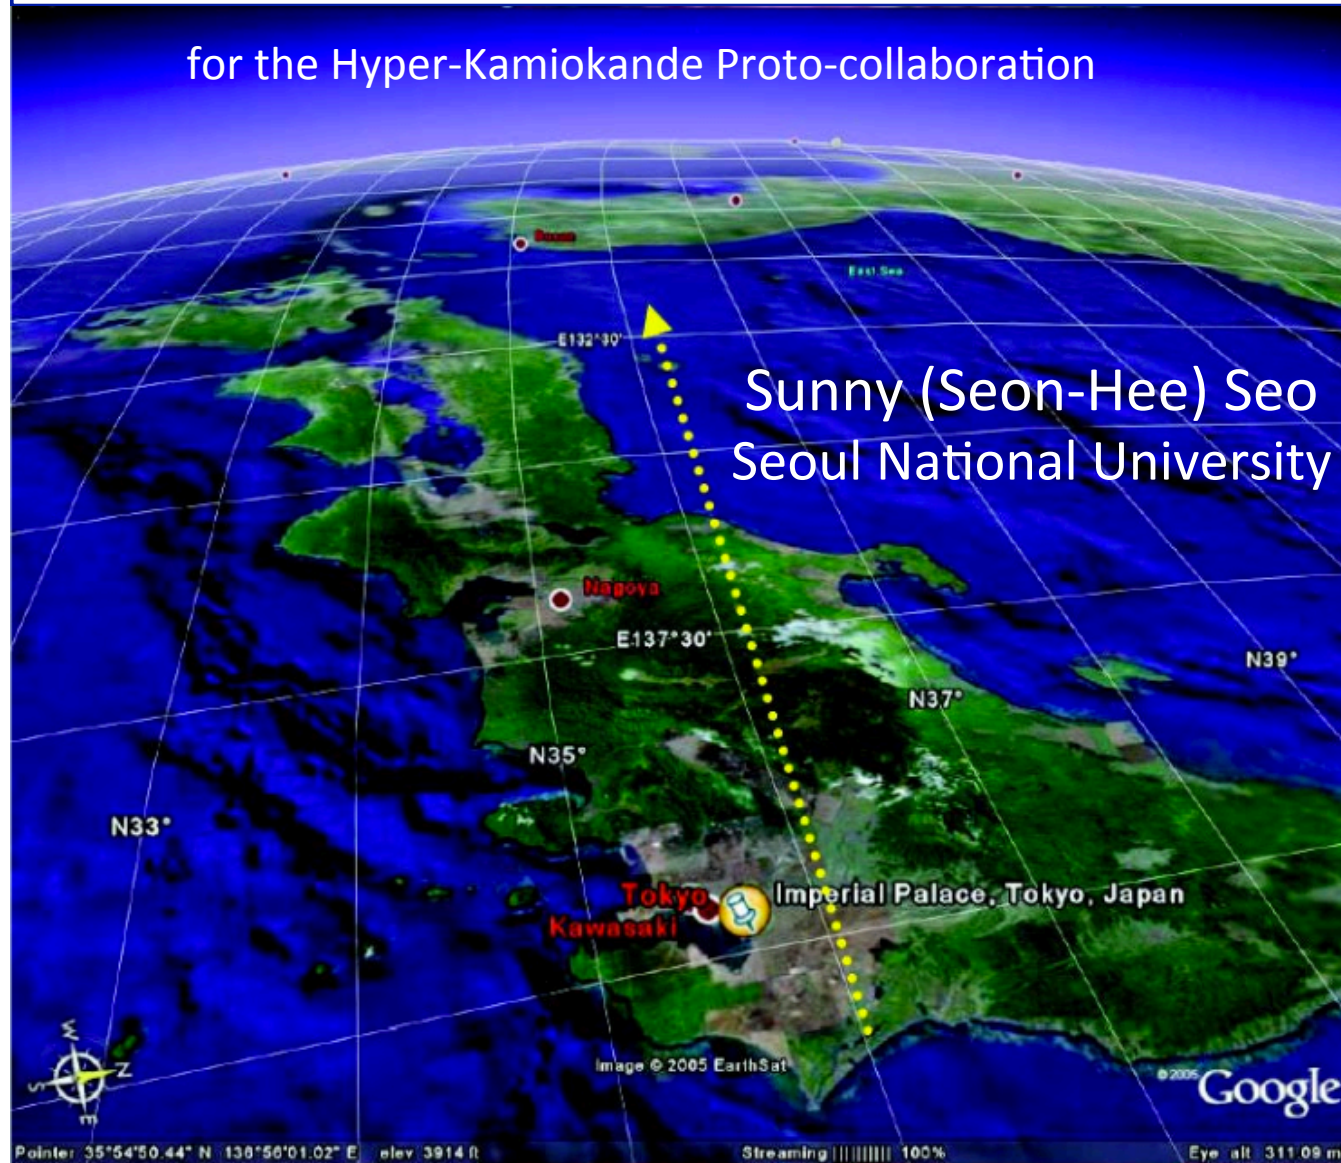 for the Hyper-Kamiokande Proto-collaboration
Busan
East Sea
E132°30'
Sunny (Seon-Hee) Seo
Seoul National University
Nagoya
E137°30'
N39°
N37°
N35°
N33°
Tokyo
Imperial Palace, Tokyo, Japan
Kawasaki
W
S
Z
E
Image © 2005 EarthSat
© 2005 Google
Pointer 35°54'50.44" N 138°56'01.02" E elev 3914 ft Streaming |||||||||| 100% Eye alt 311.09 m